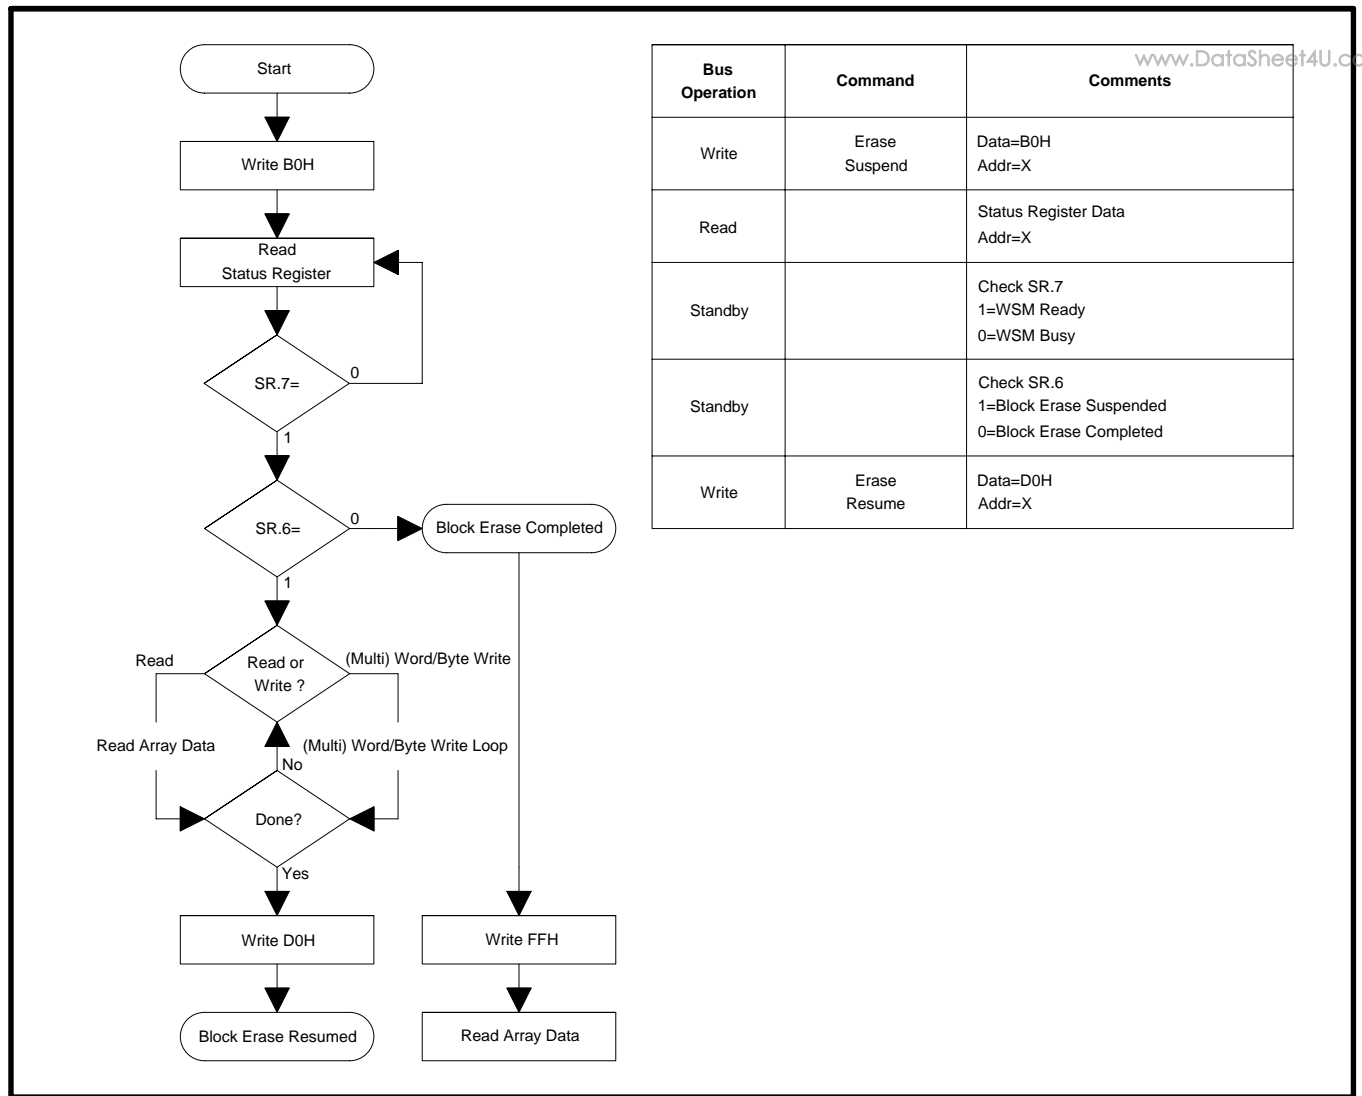 Start
Write B0H
Read
Status Register
SR.7=
0
1
SR.6=
0
Block Erase Completed
1
Read
Read or
Write ?
(Multi) Word/Byte Write
Read Array Data
(Multi) Word/Byte Write Loop
No
Done?
Yes
Write D0H
Write FFH
Block Erase Resumed
Read Array Data
www.DataSheet4U.co
Bus
Operation
Command
Comments
Write
Erase
Suspend
Data=B0H
Addr=X
Read
Status Register Data
Addr=X
Standby
Check SR.7
1=WSM Ready
0=WSM Busy
Standby
Check SR.6
1=Block Erase Suspended
0=Block Erase Completed
Write
Erase
Resume
Data=D0H
Addr=X